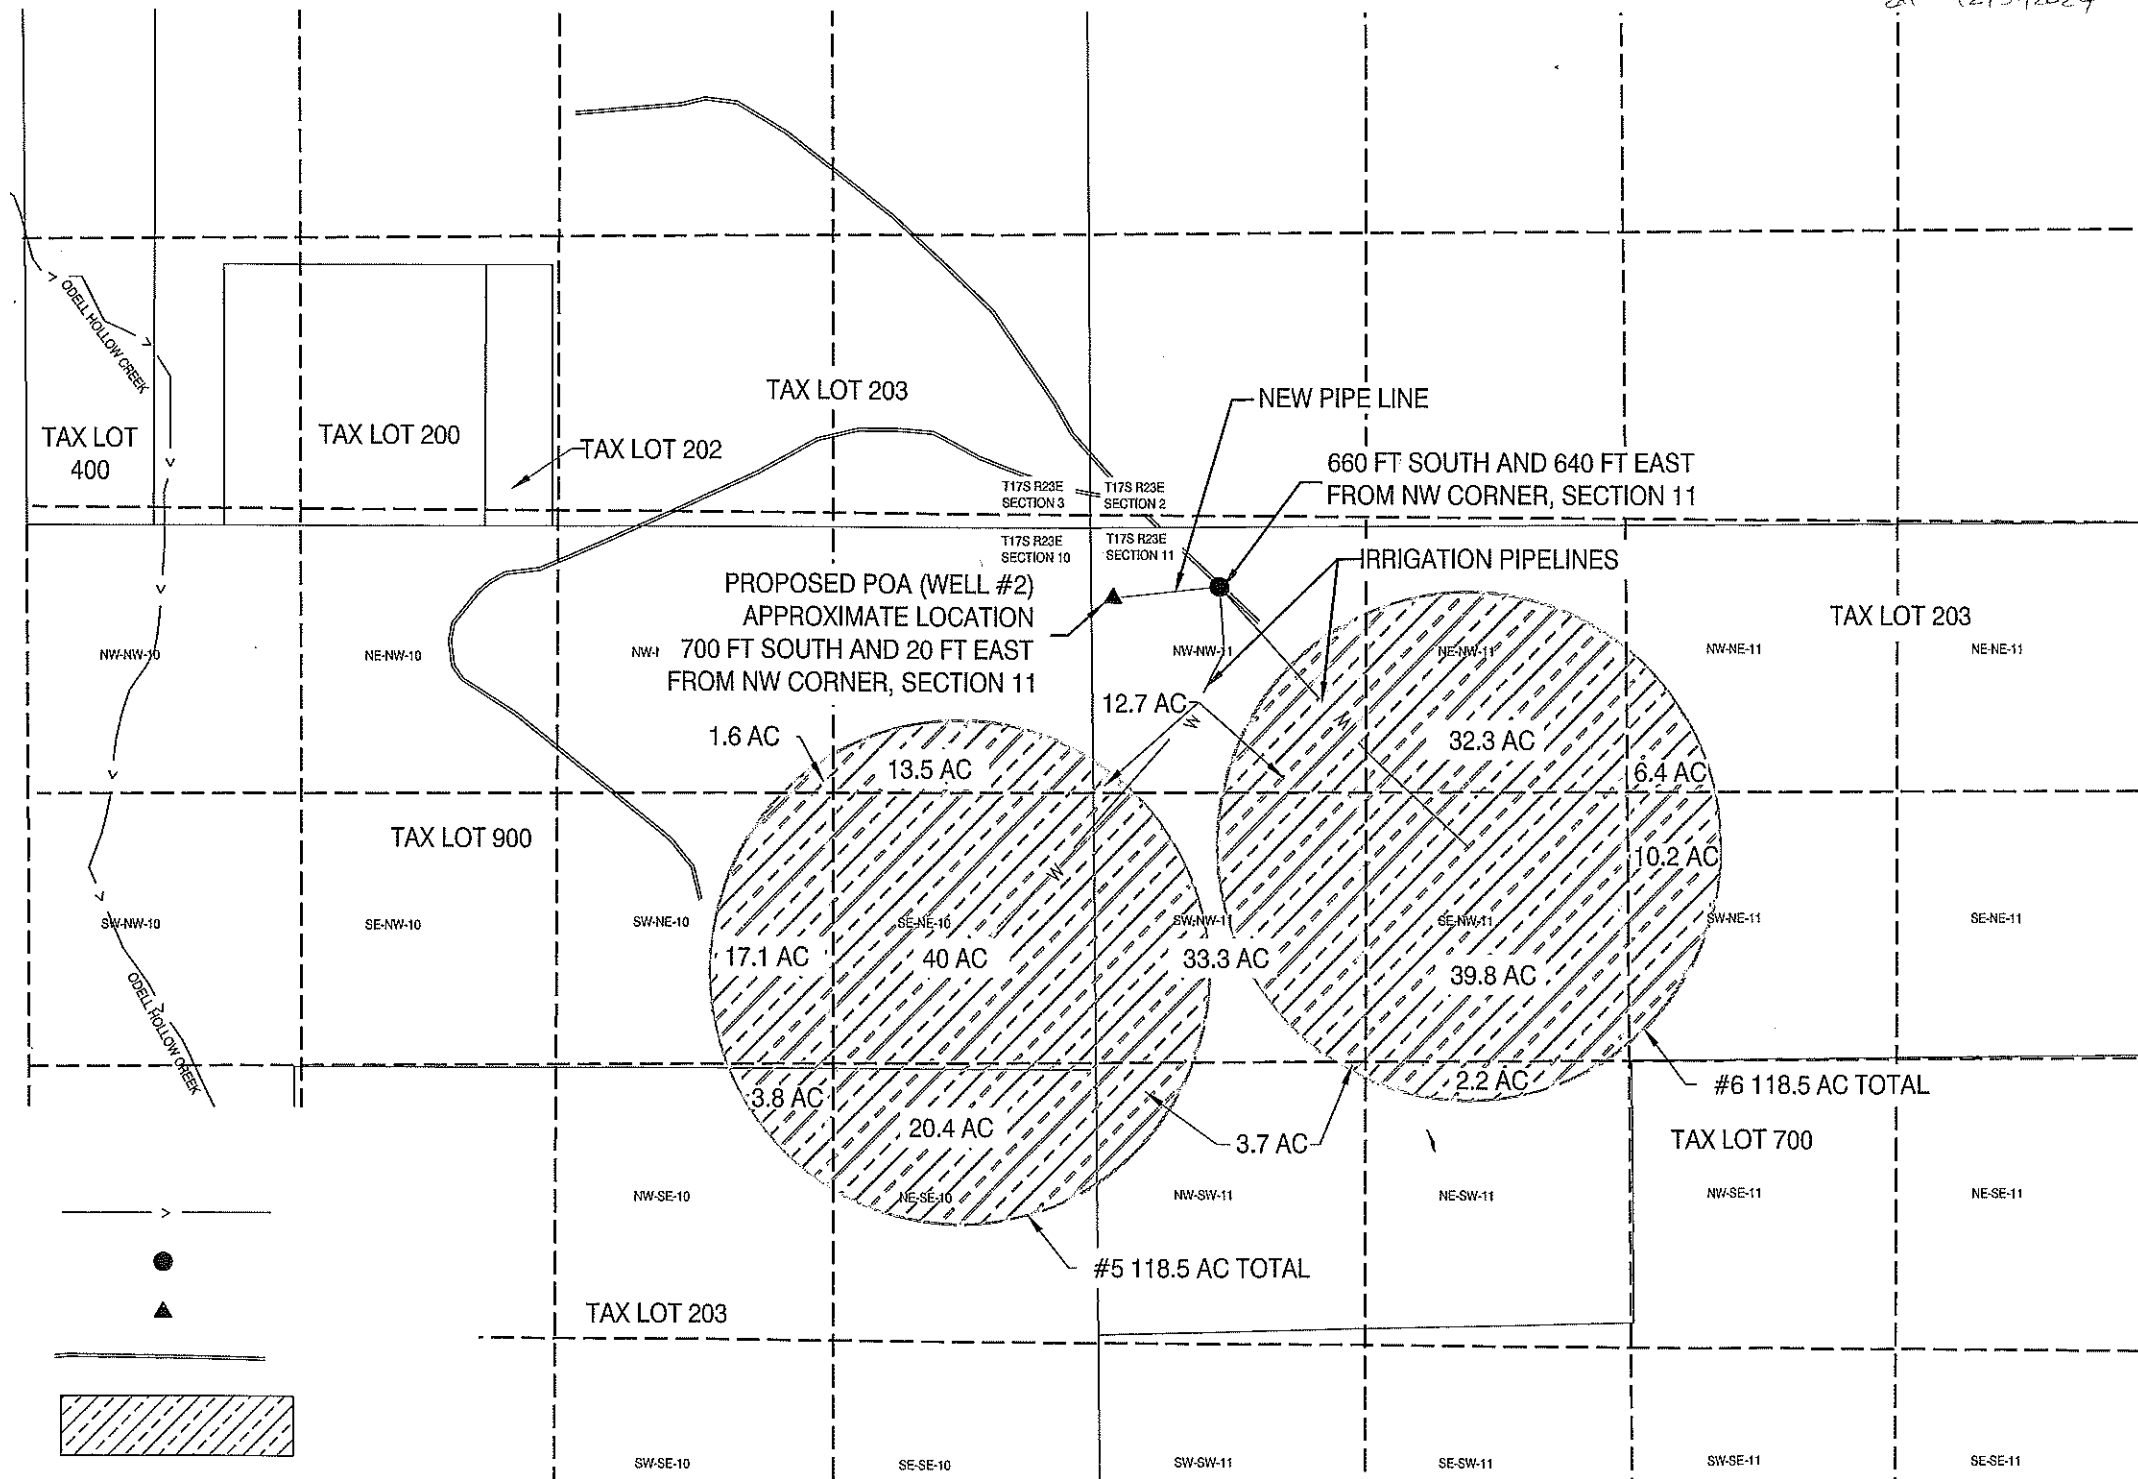 TAX LOT 203
NEW PIPE LINE
TAX LOT
400
TAX LOT 200
TAX LOT 202
ODELL HOLLOW CREEK
660 FT SOUTH AND 640 FT EAST
FROM NW CORNER, SECTION 11
T17S R23E
SECTION 3
T17S R23E
SECTION 2
T17S R23E
SECTION 10
T17S R23E
SECTION 11
IRRIGATION PIPELINES
PROPOSED POA (WELL #2)
APPROXIMATE LOCATION
700 FT SOUTH AND 20 FT EAST
FROM NW CORNER, SECTION 11
TAX LOT 203
NW-NW-10
NE-NW-10
NW-N
NW-NW-11
NE-NW-11
NW-NE-11
NE-NE-11
12.7 AC
W
W
1.6 AC
13.5 AC
32.3 AC
6.4 AC
TAX LOT 900
W
10.2 AC
SW-NW-10
SE-NW-10
SW-NE-10
SE-NE-10
SW-NW-11
SE-NW-11
SW-NE-11
SE-NE-11
17.1 AC
40 AC
33.3 AC
39.8 AC
ODELL HOLLOW CREEK
3.8 AC
20.4 AC
2.2 AC
#6 118.5 AC TOTAL
3.7 AC
TAX LOT 700
NW-SE-10
NE-SE-10
NW-SW-11
NE-SW-11
NW-SE-11
NE-SE-11
#5 118.5 AC TOTAL
TAX LOT 203
SW-SE-10
SE-SE-10
SW-SW-11
SE-SW-11
SW-SE-11
SE-SE-11